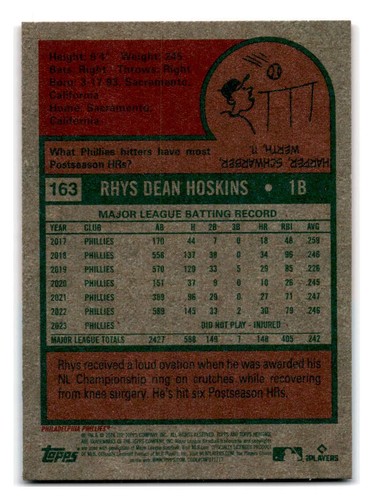 Height: 6'4" Weight: 245
Bats: Right Throws: Right
Born: 3-17-93, Sacramento,
California
Home: Sacramento,
California
What Phillies hitters have most
Postseason HRs?
HARPER, SCHWARBER,
WERTH, 11.
163 RHYS DEAN HOSKINS • 1B
MAJOR LEAGUE BATTING RECORD
YEAR CLUB AB H 2B 3B HR RBI AVG
2017 PHILLIES 170 44 7 0 18 48 259
2018 PHILLIES 558 137 38 0 34 96 246
2019 PHILLIES 570 129 33 5 29 85 226
2020 PHILLIES 151 37 9 0 10 26 245
2021 PHILLIES 389 96 29 0 27 71 247
2022 PHILLIES 589 145 33 2 30 79 246
2023 PHILLIES DID NOT PLAY - INJURED
MAJOR LEAGUE TOTALS 2427 588 149 7 148 405 242
Rhys received a loud ovation when he was awarded his
NL Championship ring on crutches while recovering
from knee surgery. He's hit six Postseason HRs.
PHILADELPHIA PHILLIES
Topps
MLB PLAYERS